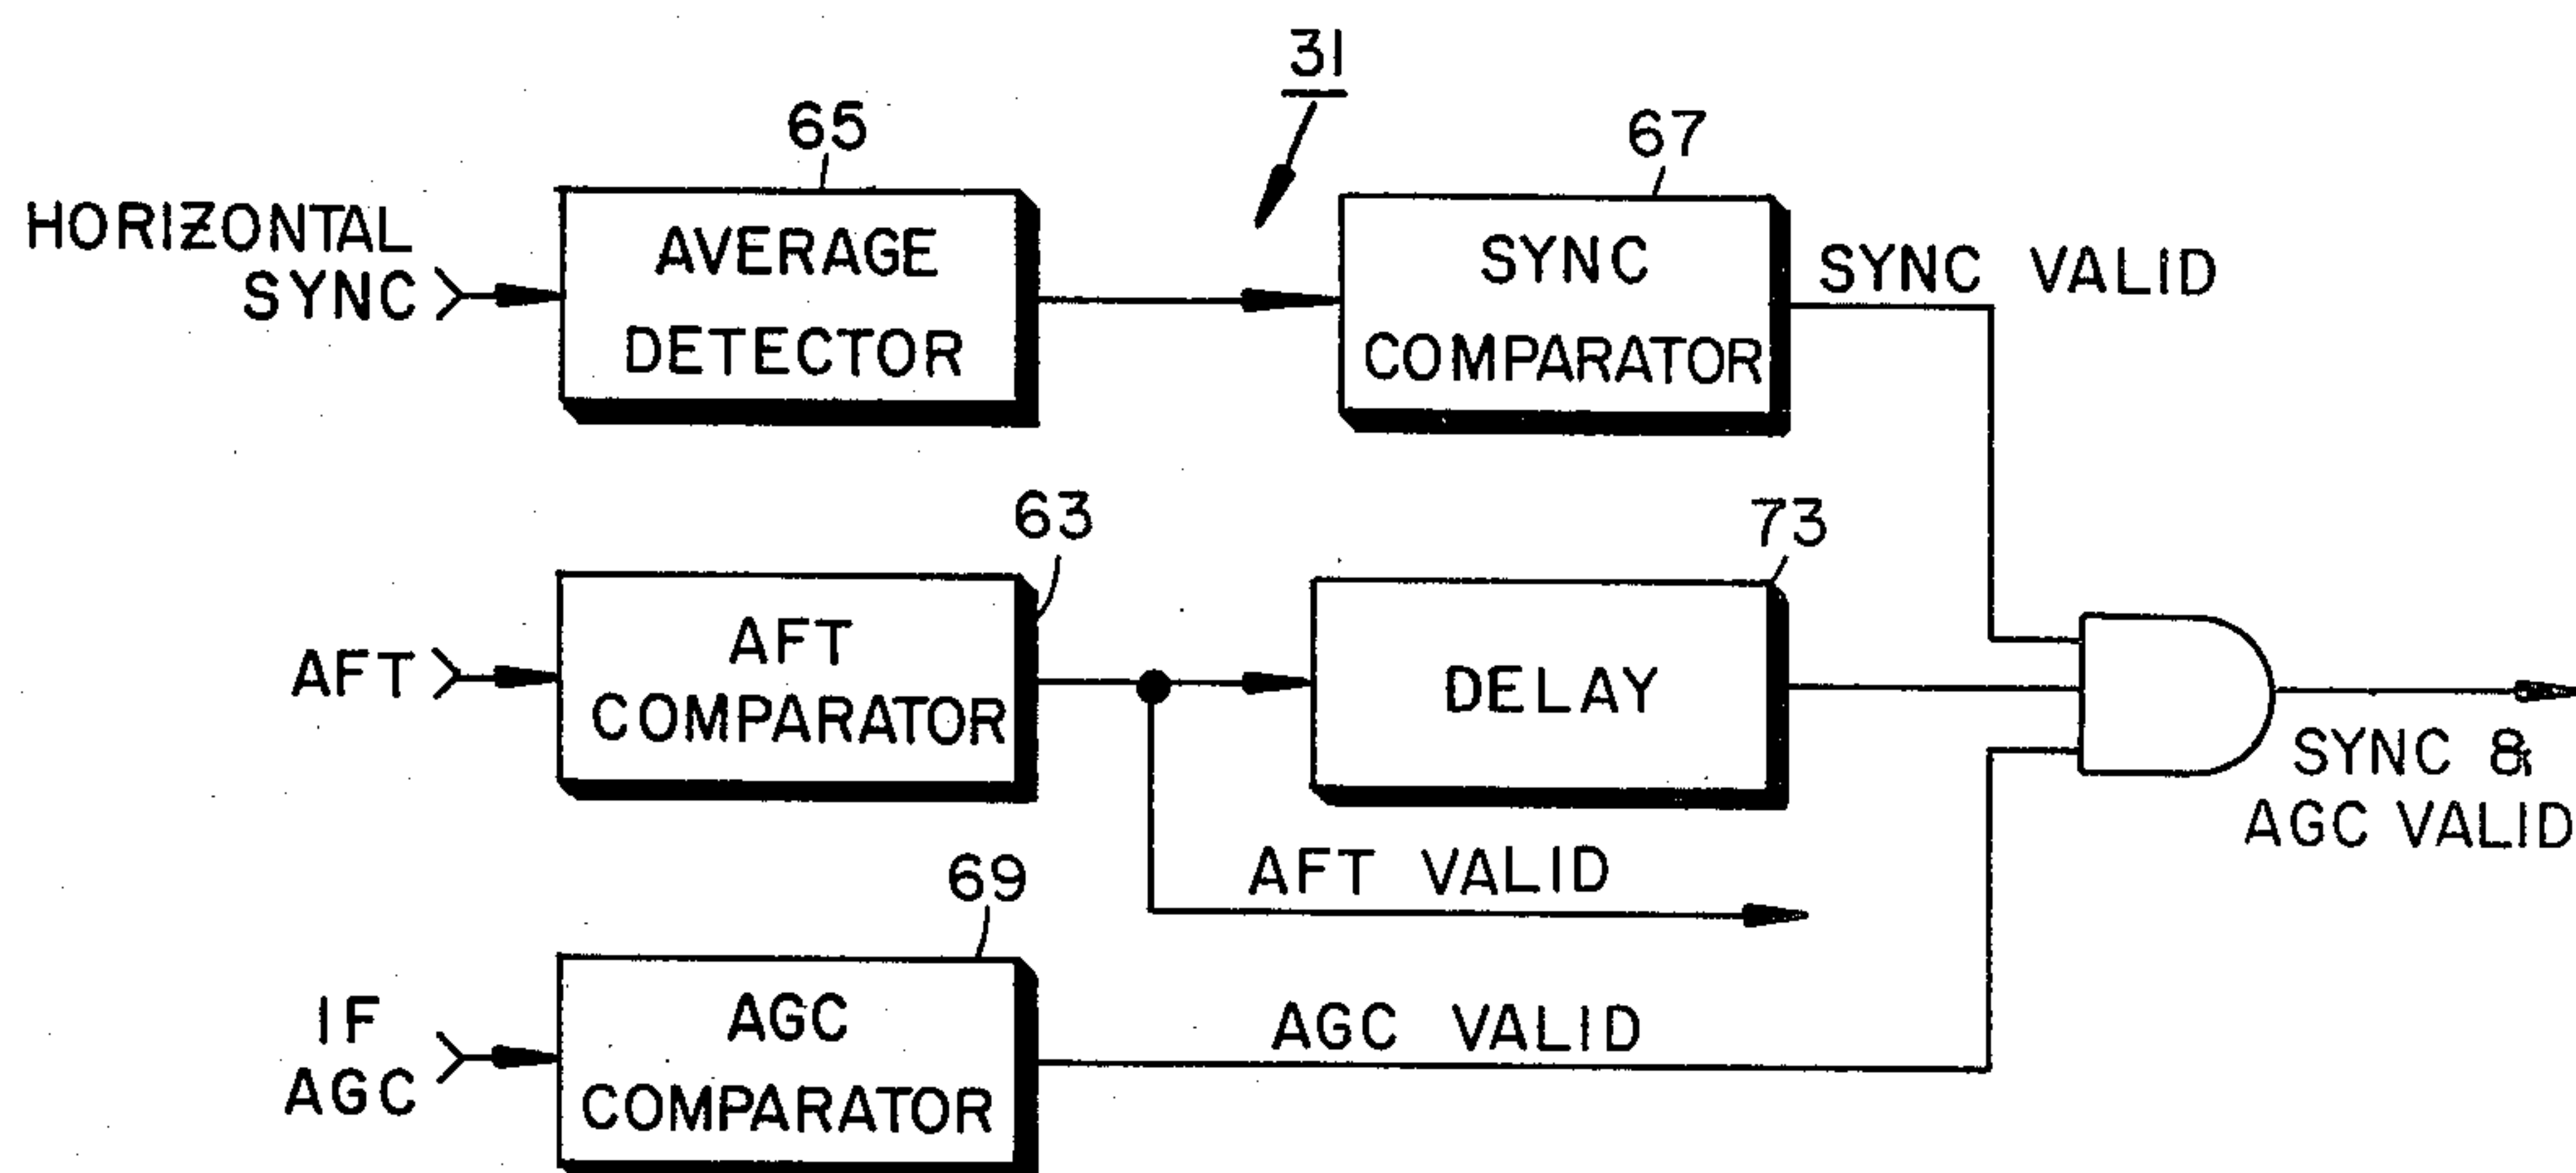 31
65
67
HORIZONTAL
SYNC
AVERAGE
DETECTOR
SYNC
COMPARATOR
SYNC VALID
63
73
AFT
AFT
COMPARATOR
DELAY
SYNC &
AGC VALID
AFT VALID
69
IF
AGC
AGC
COMPARATOR
AGC VALID